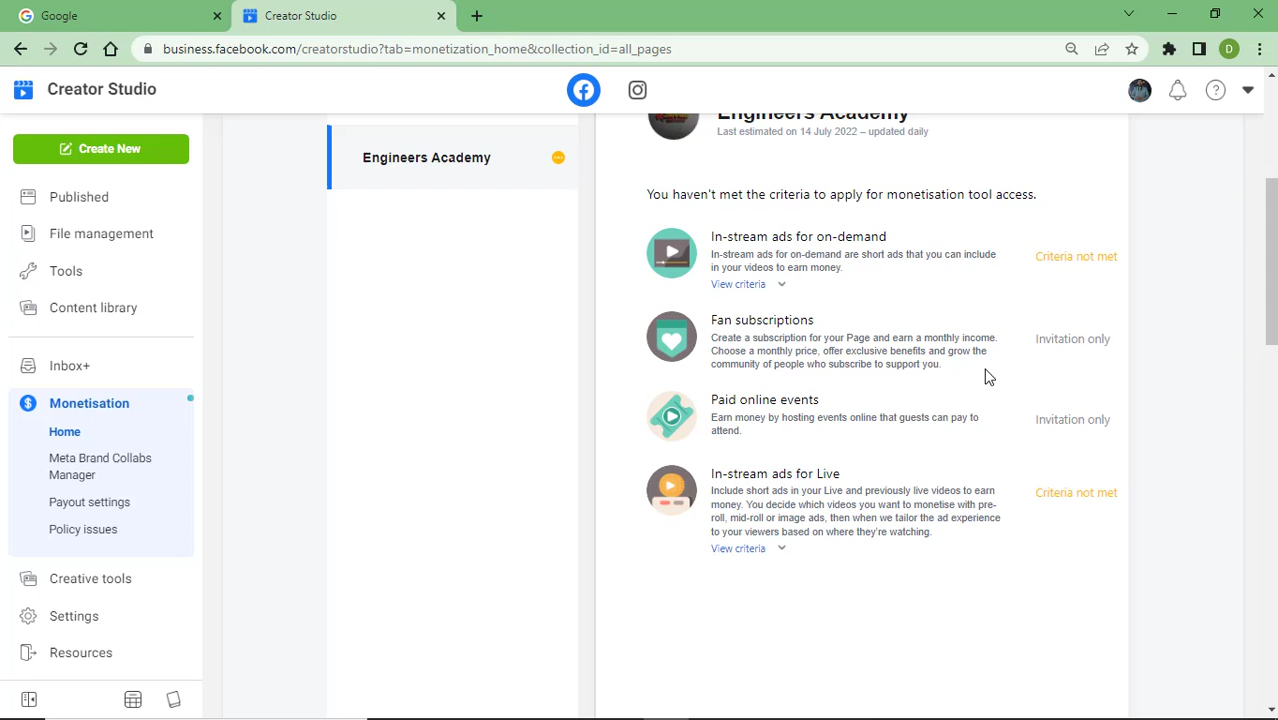 Google
Creator Studio
business.facebook.com/creatorstudio?tab=monetization_home&collection_id=all_pages
D
Creator Studio
Create New
Published
File management
Tools
Content library
Inbox+
Monetisation
Home
Meta Brand Collabs
Manager
Payout settings
Policy issues
Creative tools
Settings
Resources
Engineers Academy
Engineers Academy
Last estimated on 14 July 2022 – updated daily
You haven't met the criteria to apply for monetisation tool access.
In-stream ads for on-demand
In-stream ads for on-demand are short ads that you can include
in your videos to earn money.
View criteria
Criteria not met
Fan subscriptions
Create a subscription for your Page and earn a monthly income.
Choose a monthly price, offer exclusive benefits and grow the
community of people who subscribe to support you.
Invitation only
Paid online events
Earn money by hosting events online that guests can pay to
attend.
Invitation only
In-stream ads for Live
Include short ads in your Live and previously live videos to earn
money. You decide which videos you want to monetise with pre-
roll, mid-roll or image ads, then when we tailor the ad experience
to your viewers based on where they're watching.
View criteria
Criteria not met